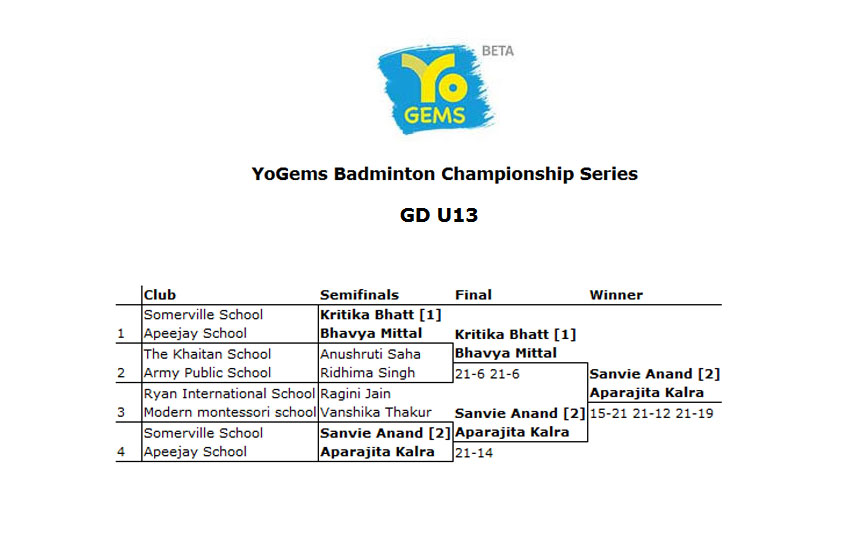 BETA
Yo
GEMS
YoGems Badminton Championship Series
GD U13
Club Semifinals Final Winner
Somerville School Kritika Bhatt [1]
1 Apeejay School Bhavya Mittal Kritika Bhatt [1]
The Khaitan School Anushruti Saha Bhavya Mittal
2 Army Public School Ridhima Singh 21-6 21-6 Sanvie Anand [2]
Ryan International School Ragini Jain Aparajita Kalra
3 Modern montessori school Vanshika Thakur Sanvie Anand [2] 15-21 21-12 21-19
Somerville School Sanvie Anand [2] Aparajita Kalra
4 Apeejay School Aparajita Kalra 21-14